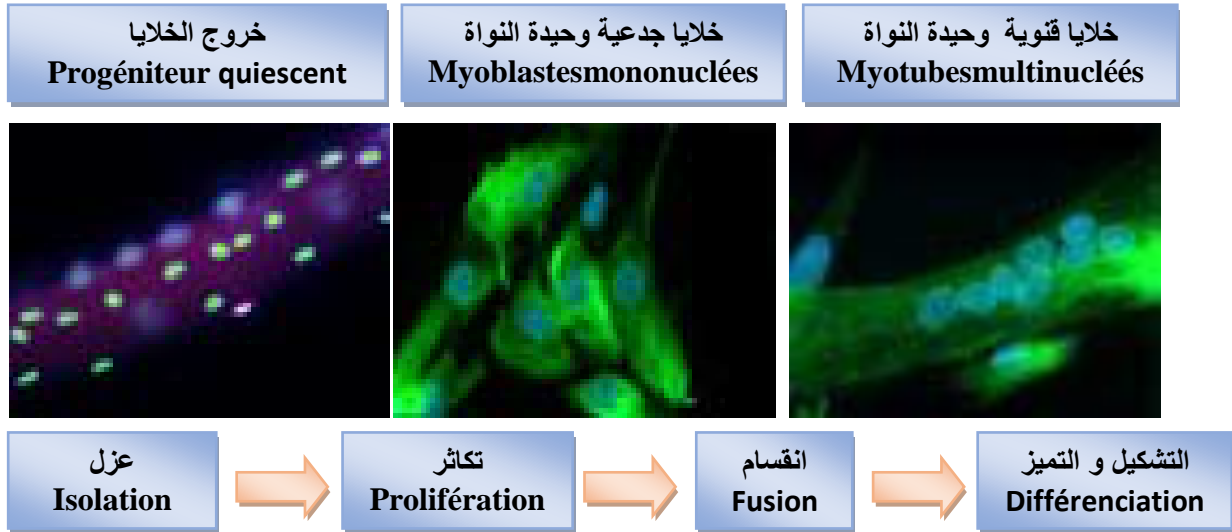 خروج الخلايا
Progéniteur quiescent
خلايا جدعية وحيدة النواة
Myoblastesmononuclées
خلايا قنوية وحيدة النواة
Myotubesmultinucléés
عزل
Isolation
تكاثر
Prolifération
انقسام
Fusion
التشكيل و التميز
Différenciation